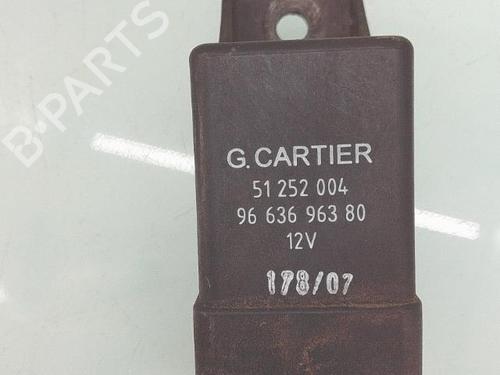 B-PARTS
G. CARTIER
51 252 004
96 636 963 80
12V
178/07